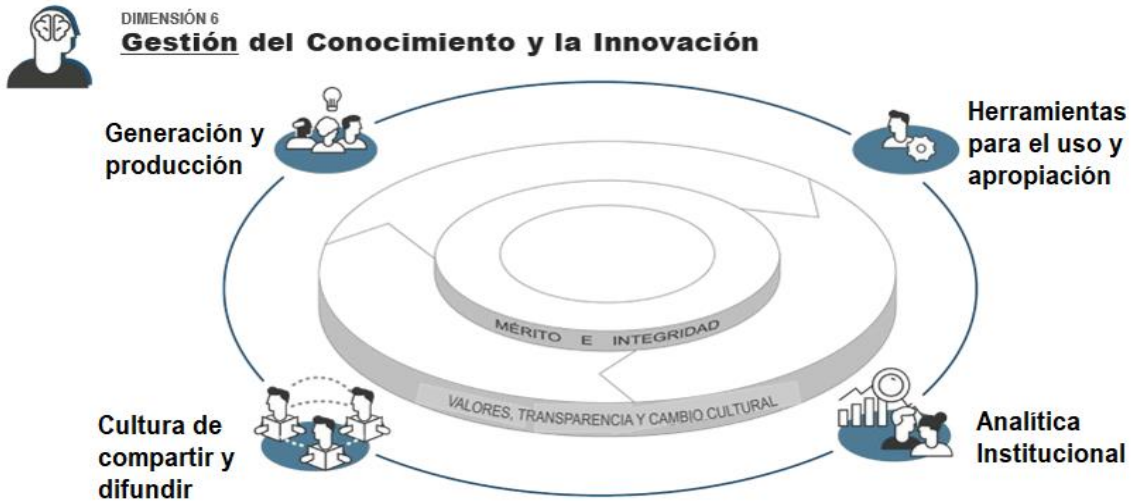 DIMENSIÓN 6
Gestión del Conocimiento y la Innovación
Generación y
producción
Herramientas
para el uso y
apropiación
MÉRITO E INTEGRIDAD
VALORES, TRANSPARENCIA Y CAMBIO CULTURAL
Cultura de
compartir y
difundir
Analítica
Institucional